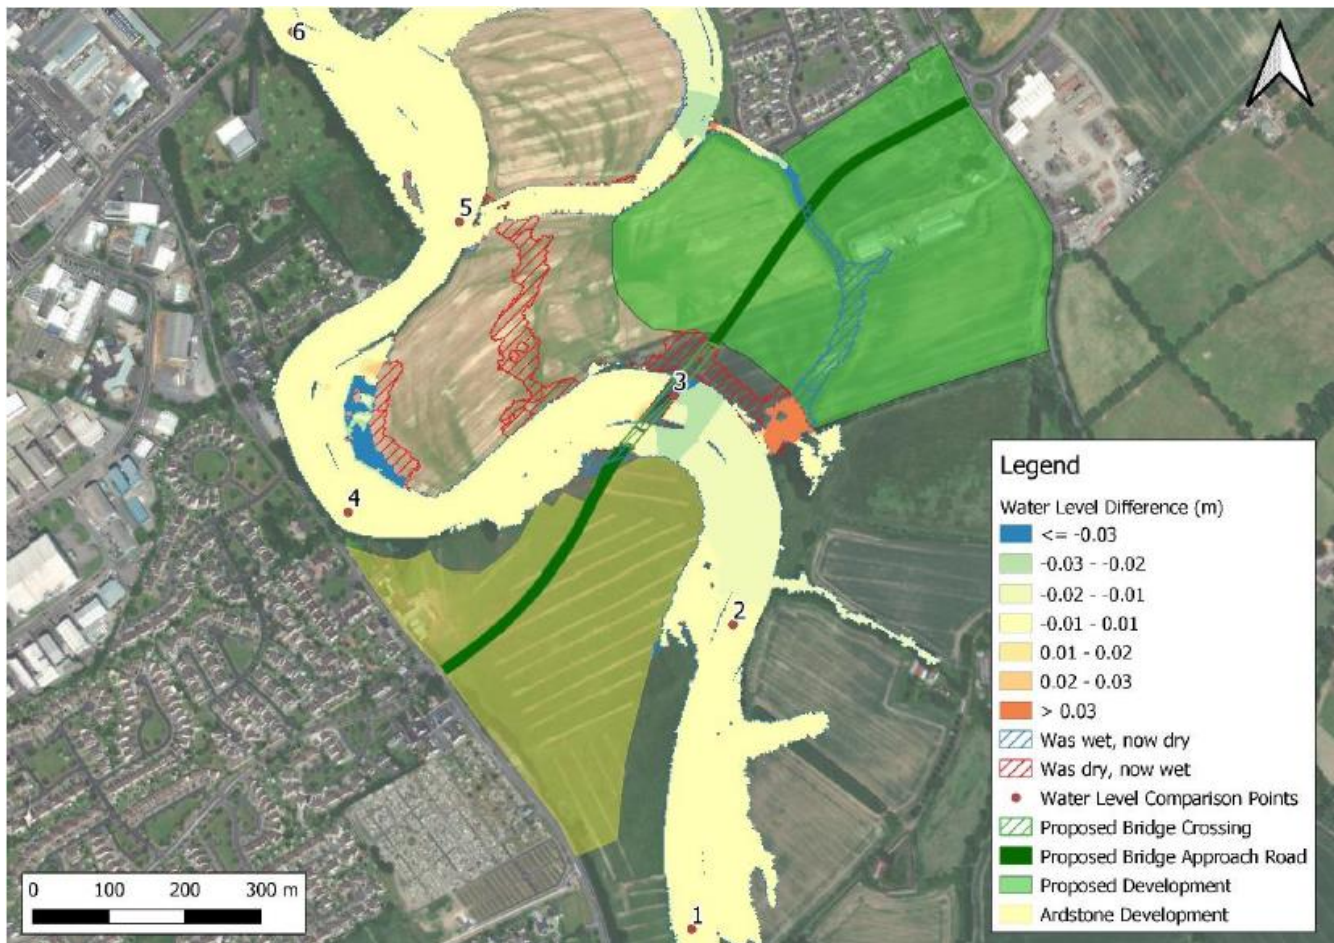 6
5
3
4
2
1
Legend
Water Level Difference (m)
<= -0.03
-0.03 - -0.02
-0.02 - -0.01
-0.01 - 0.01
0.01 - 0.02
0.02 - 0.03
> 0.03
Was wet, now dry
Was dry, now wet
Water Level Comparison Points
Proposed Bridge Crossing
Proposed Bridge Approach Road
Proposed Development
Ardstone Development
0 100 200 300 m